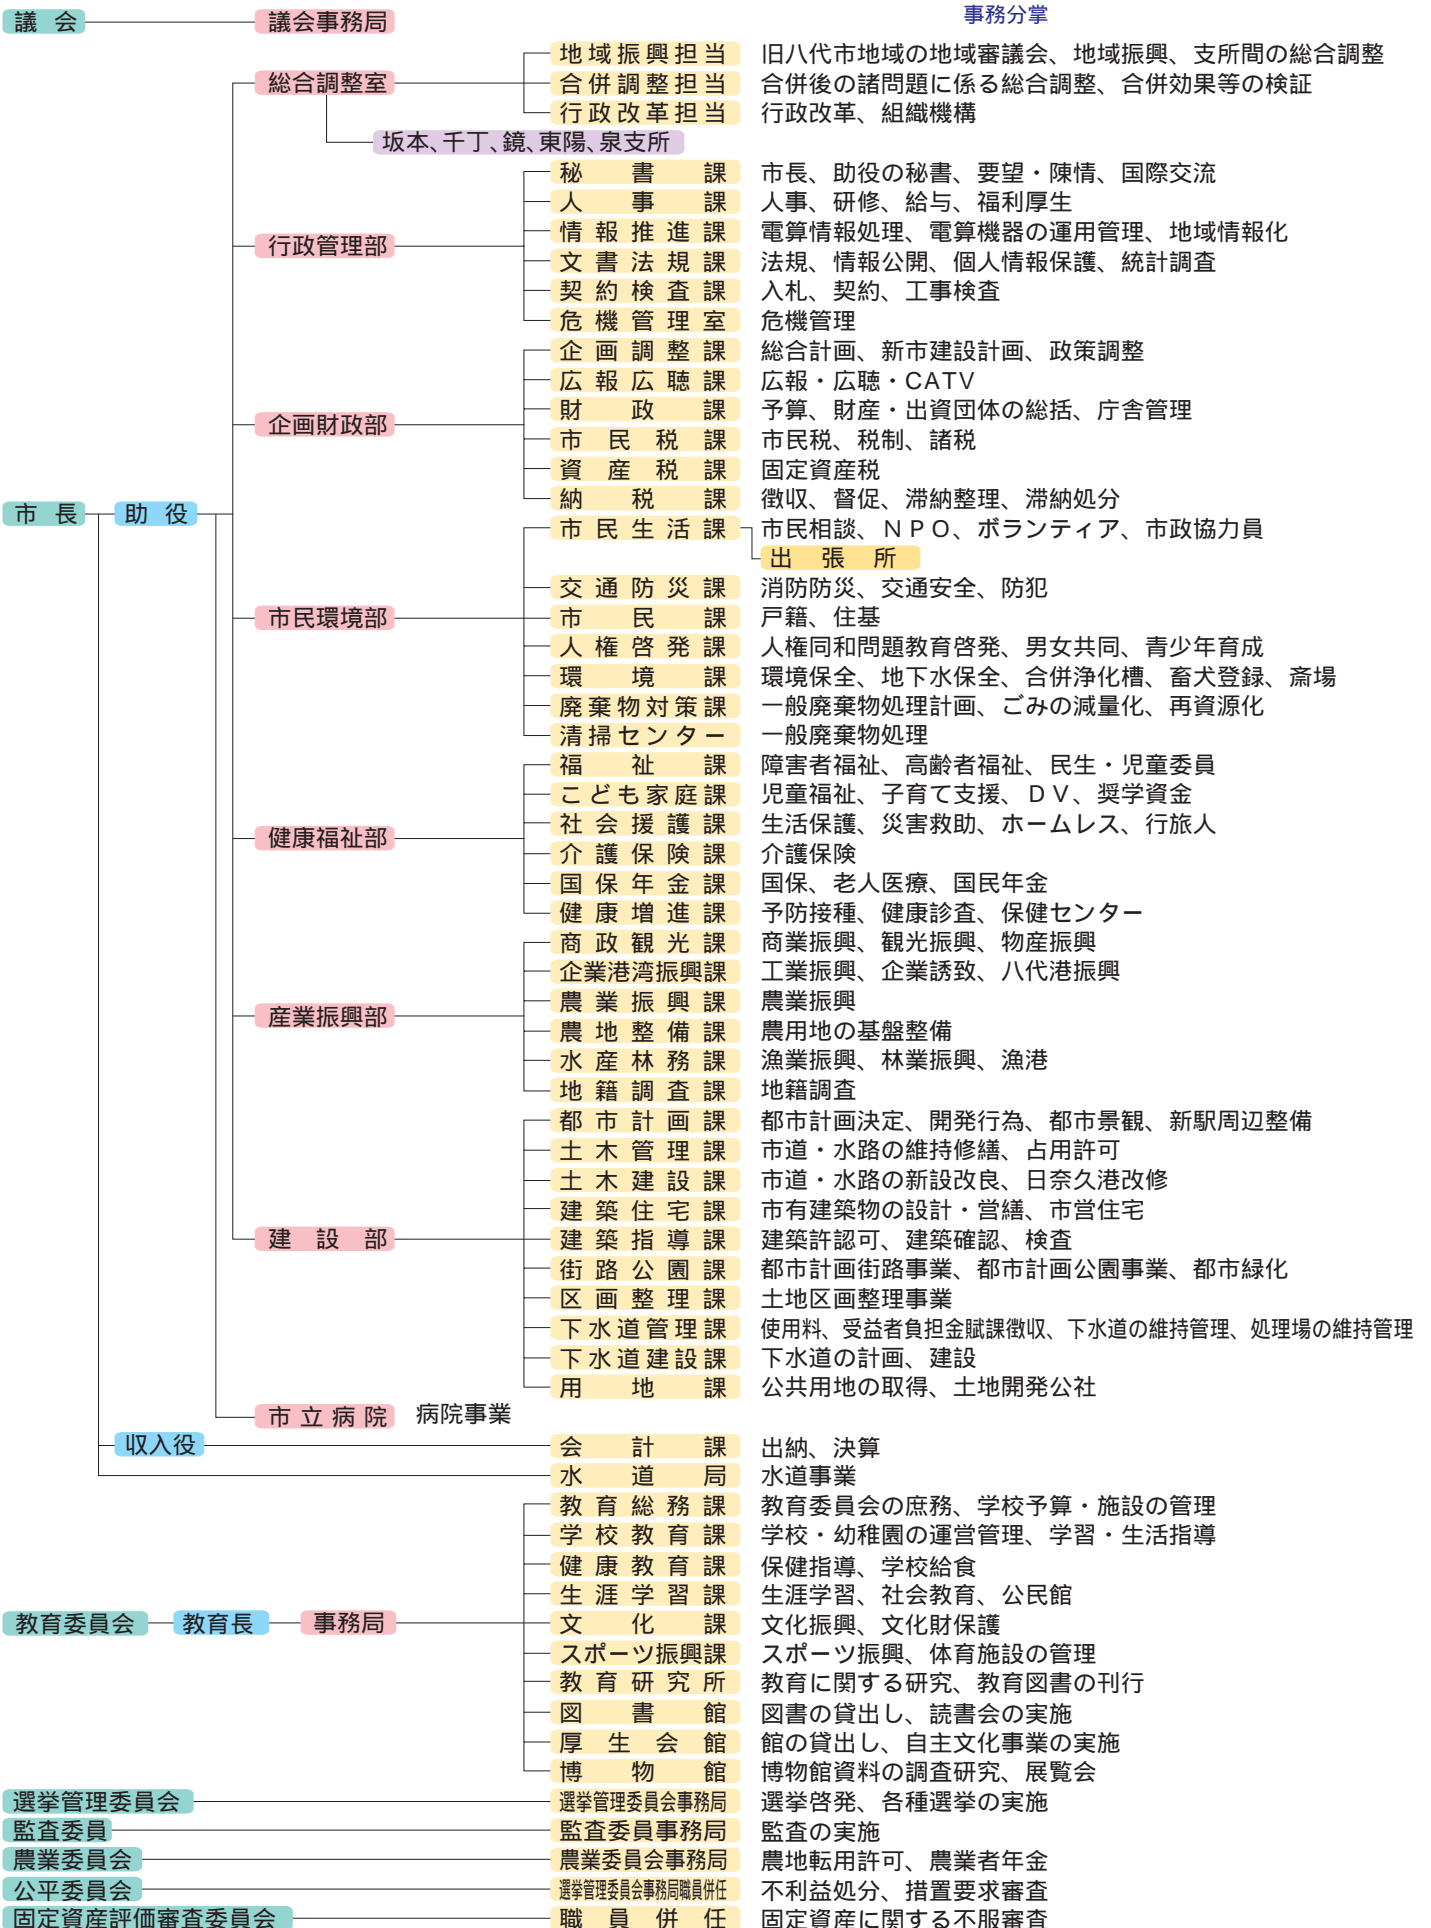 事務分掌
議会 議会事務局
地域振興担当 旧八代市地域の地域審議会、地域振興、支所間の総合調整
総合調整室 合併調整担当 合併後の諸問題に係る総合調整、合併効果等の検証
行政改革担当 行政改革、組織機構
坂本、千丁、鏡、東陽、泉支所
秘書課 市長、助役の秘書、要望・陳情、国際交流
人事課 人事、研修、給与、福利厚生
情報推進課 電算情報処理、電算機器の運用管理、地域情報化
行政管理部
文書法規課 法規、情報公開、個人情報保護、統計調査
契約検査課 入札、契約、工事検査
危機管理室 危機管理
企画調整課 総合計画、新市建設計画、政策調整
広報広聴課 広報・広聴・CATV
財政課 予算、財産・出資団体の総括、庁舎管理
企画財政部
市民税課 市民税、税制、諸税
資産税課 固定資産税
納税課 徴収、督促、滞納整理、滞納処分
市長 助役
市民生活課 市民相談、NPO、ボランティア、市政協力員
出張所
交通防災課 消防防災、交通安全、防犯
市民環境部 市民課 戸籍、住基
人権啓発課 人権同和問題教育啓発、男女共同、青少年育成
環境課 環境保全、地下水保全、合併浄化槽、畜犬登録、斎場
廃棄物対策課 一般廃棄物処理計画、ごみの減量化、再資源化
清掃センター 一般廃棄物処理
福祉課 障害者福祉、高齢者福祉、民生・児童委員
こども家庭課 児童福祉、子育て支援、DV、奨学資金
社会援護課 生活保護、災害救助、ホームレス、行旅人
健康福祉部
介護保険課 介護保険
国保年金課 国保、老人医療、国民年金
健康増進課 予防接種、健康診査、保健センター
商政観光課 商業振興、観光振興、物産振興
企業港湾振興課 工業振興、企業誘致、八代港振興
農業振興課 農業振興
産業振興部
農地整備課 農用地の基盤整備
水産林務課 漁業振興、林業振興、漁港
地籍調査課 地籍調査
都市計画課 都市計画決定、開発行為、都市景観、新駅周辺整備
土木管理課 市道・水路の維持修繕、占用許可
土木建設課 市道・水路の新設改良、日奈久港改修
建築住宅課 市有建築物の設計・営繕、市営住宅
建設部 建築指導課 建築許認可、建築確認、検査
街路公園課 都市計画街路事業、都市計画公園事業、都市緑化
区画整理課 土地区画整理事業
下水道管理課 使用料、受益者負担金賦課徴収、下水道の維持管理、処理場の維持管理
下水道建設課 下水道の計画、建設
用地課 公共用地の取得、土地開発公社
市立病院 病院事業
収入役 会計課 出納、決算
水道局 水道事業
教育総務課 教育委員会の庶務、学校予算・施設の管理
学校教育課 学校・幼稚園の運営管理、学習・生活指導
健康教育課 保健指導、学校給食
生涯学習課 生涯学習、社会教育、公民館
教育委員会 教育長 事務局 文化課 文化振興、文化財保護
スポーツ振興課 スポーツ振興、体育施設の管理
教育研究所 教育に関する研究、教育図書の刊行
図書館 図書の貸出し、読書会の実施
厚生会館 館の貸出し、自主文化事業の実施
博物館 博物館資料の調査研究、展覧会
選挙管理委員会 選挙管理委員会事務局 選挙啓発、各種選挙の実施
監査委員 監査委員事務局 監査の実施
農業委員会 農業委員会事務局 農地転用許可、農業者年金
公平委員会 選挙管理委員会事務局職員併任 不利益処分、措置要求審査
固定資産評価審査委員会 職員併任 固定資産に関する不服審査